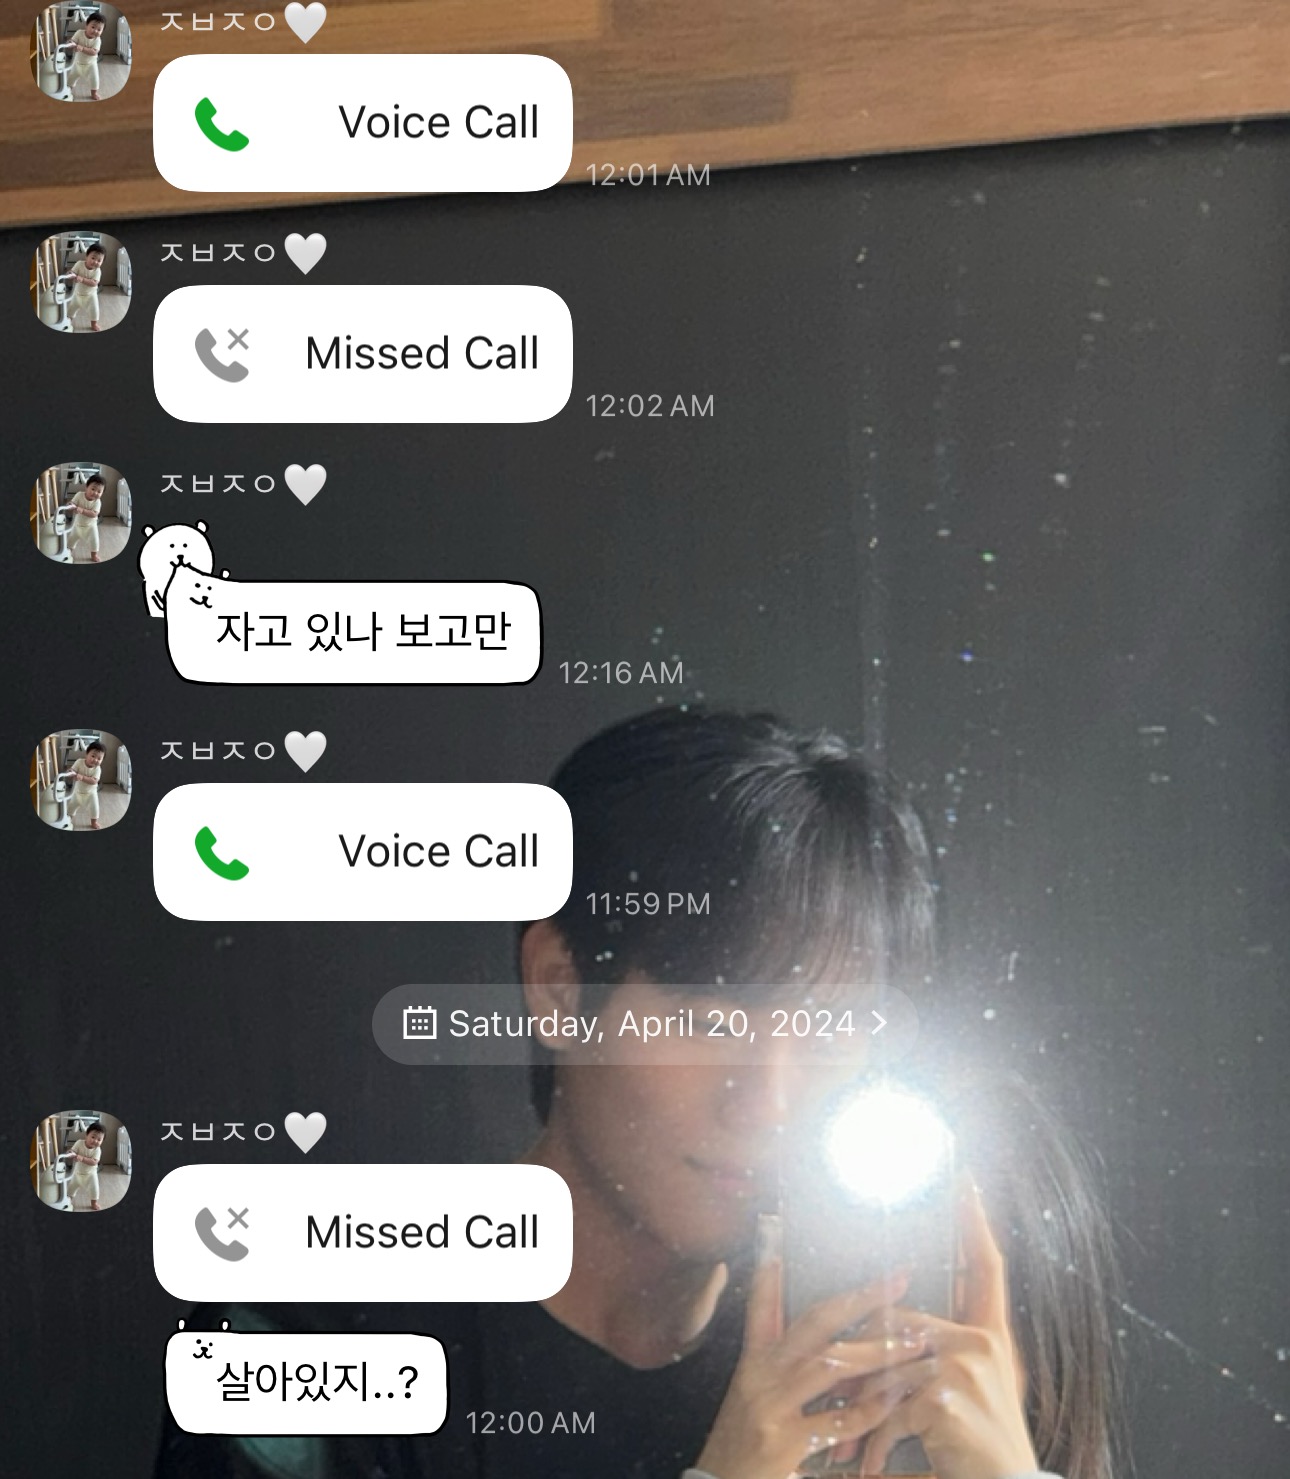 ㅈㅂㅈㅇ🤍
Voice Call
12:01 AM
ㅈㅂㅈㅇ🤍
Missed Call
12:02 AM
ㅈㅂㅈㅇ🤍
자고 있나 보고만
12:16 AM
ㅈㅂㅈㅇ🤍
Voice Call
11:59 PM
Saturday, April 20, 2024
ㅈㅂㅈㅇ🤍
Missed Call
살아있지..?
12:00 AM